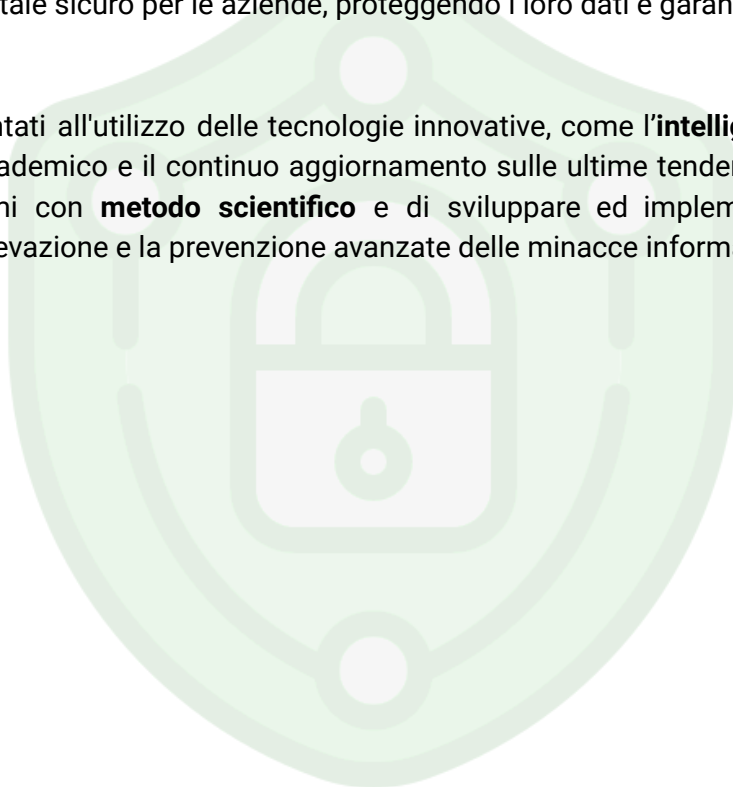 tale sicuro per le aziende, proteggendo i loro dati e garan
tati all'utilizzo delle tecnologie innovative, come l’intelli
ademico e il continuo aggiornamento sulle ultime tende
ni con metodo scientifico e di sviluppare ed implem
evazione e la prevenzione avanzate delle minacce inform